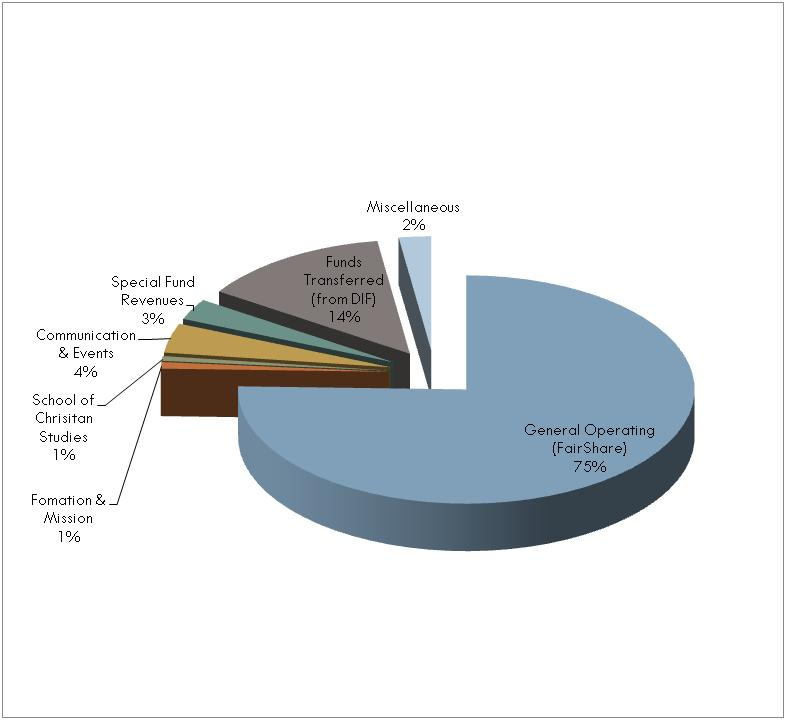 Miscellaneous
2%
Funds
Transferred
(from DIF)
14%
Special Fund
Revenues
3%
Communication
& Events
4%
School of
Chrisitan
Studies
1%
Fomation &
Mission
1%
General Operating
(FairShare)
75%